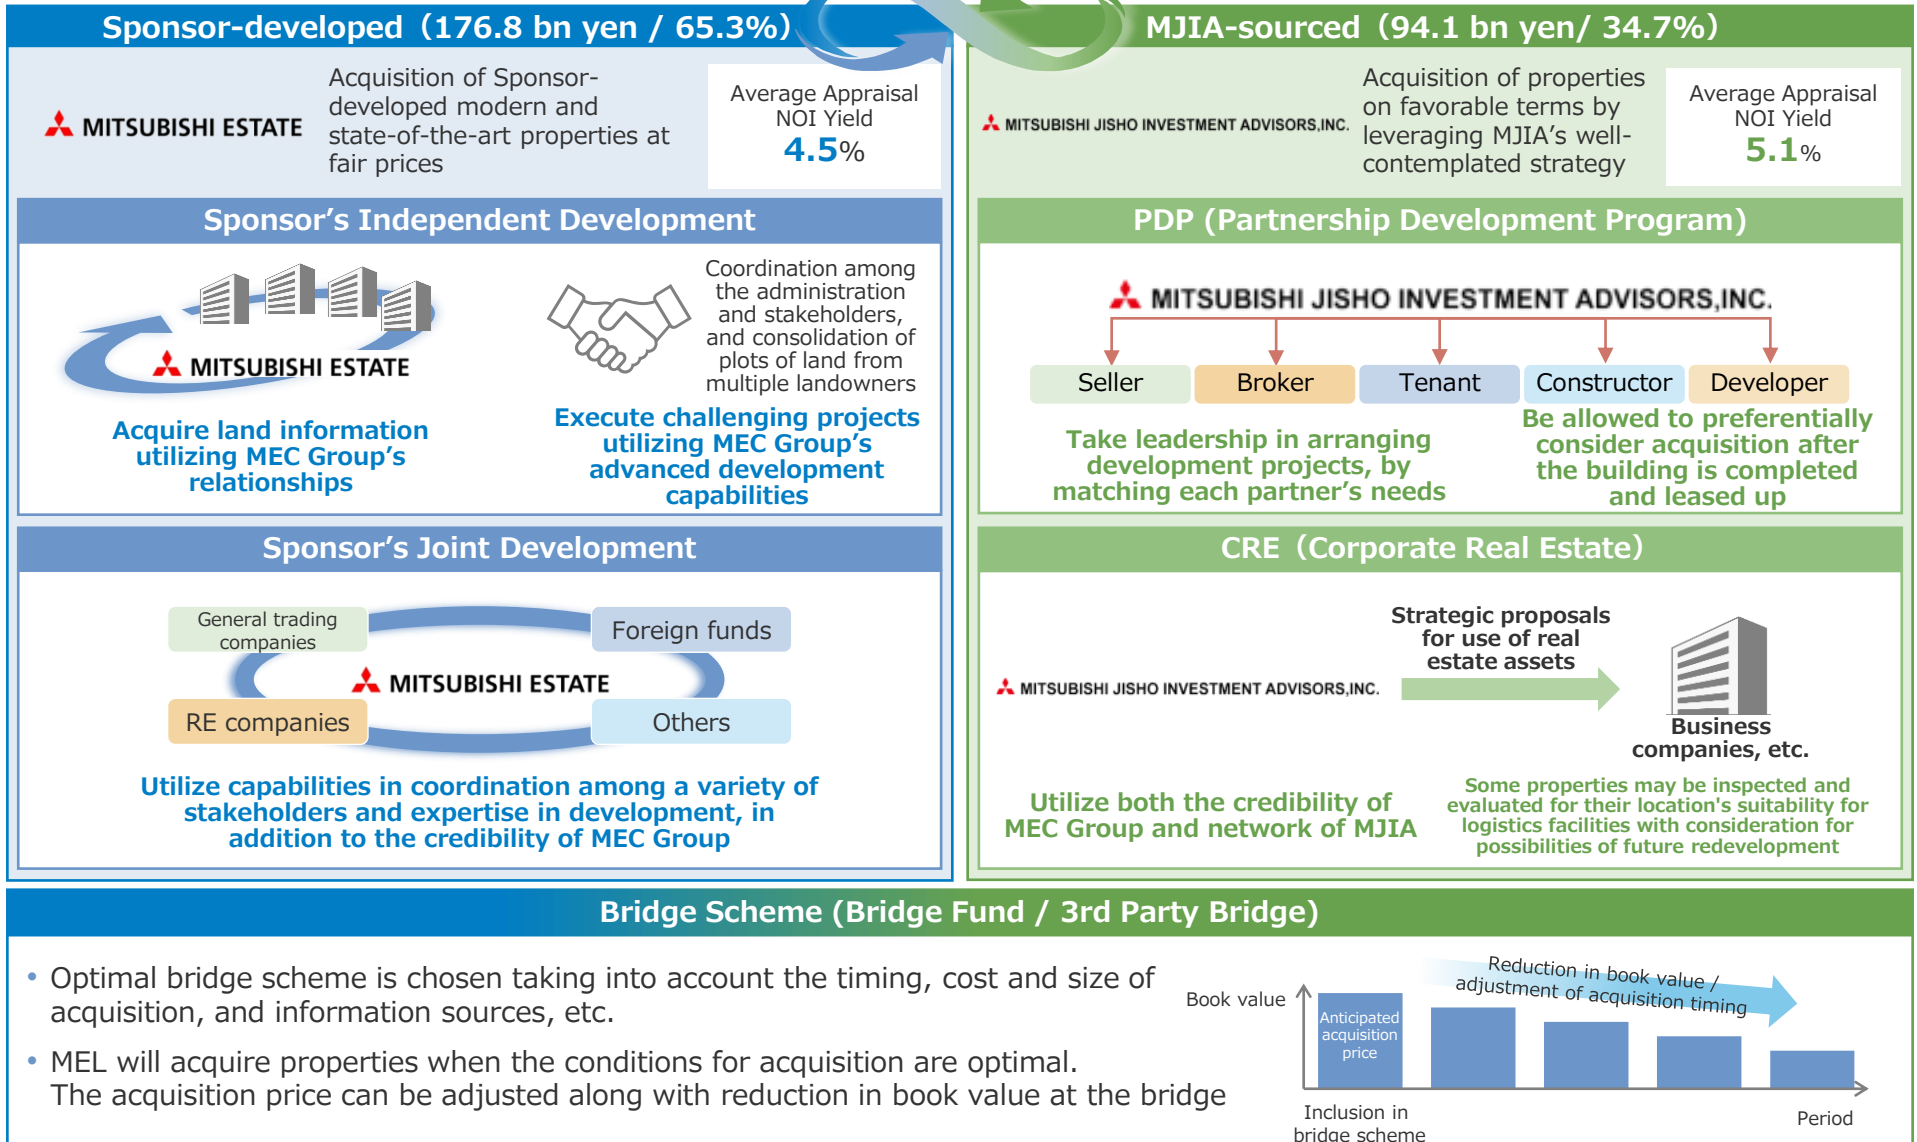 Sponsor-developed（176.8 bn yen / 65.3%）
MITSUBISHI ESTATE
Acquisition of Sponsor-
developed modern and
state-of-the-art properties at
fair prices
Average Appraisal
NOI Yield
4.5%
Sponsor’s Independent Development
MITSUBISHI ESTATE
Acquire land information
utilizing MEC Group’s
relationships
Coordination among
the administration
and stakeholders,
and consolidation of
plots of land from
multiple landowners
Execute challenging projects
utilizing MEC Group’s
advanced development
capabilities
Sponsor’s Joint Development
General trading
companies
Foreign funds
MITSUBISHI ESTATE
RE companies
Others
Utilize capabilities in coordination among a variety of
stakeholders and expertise in development, in
addition to the credibility of MEC Group
MJIA-sourced（94.1 bn yen/ 34.7%）
MITSUBISHI JISHO INVESTMENT ADVISORS,INC.
Acquisition of properties
on favorable terms by
leveraging MJIA’s well-
contemplated strategy
Average Appraisal
NOI Yield
5.1%
PDP (Partnership Development Program)
MITSUBISHI JISHO INVESTMENT ADVISORS,INC.
Seller
Broker
Tenant
Constructor
Developer
Take leadership in arranging
development projects, by
matching each partner’s needs
Be allowed to preferentially
consider acquisition after
the building is completed
and leased up
CRE（Corporate Real Estate）
MITSUBISHI JISHO INVESTMENT ADVISORS,INC.
Strategic proposals
for use of real
estate assets
Business
companies, etc.
Utilize both the credibility of
MEC Group and network of MJIA
Some properties may be inspected and
evaluated for their location's suitability for
logistics facilities with consideration for
possibilities of future redevelopment
Bridge Scheme (Bridge Fund / 3rd Party Bridge)
• Optimal bridge scheme is chosen taking into account the timing, cost and size of
acquisition, and information sources, etc.
• MEL will acquire properties when the conditions for acquisition are optimal.
The acquisition price can be adjusted along with reduction in book value at the bridge
Book value
Reduction in book value /
adjustment of acquisition timing
Anticipated
acquisition
price
Inclusion in
bridge scheme
Period